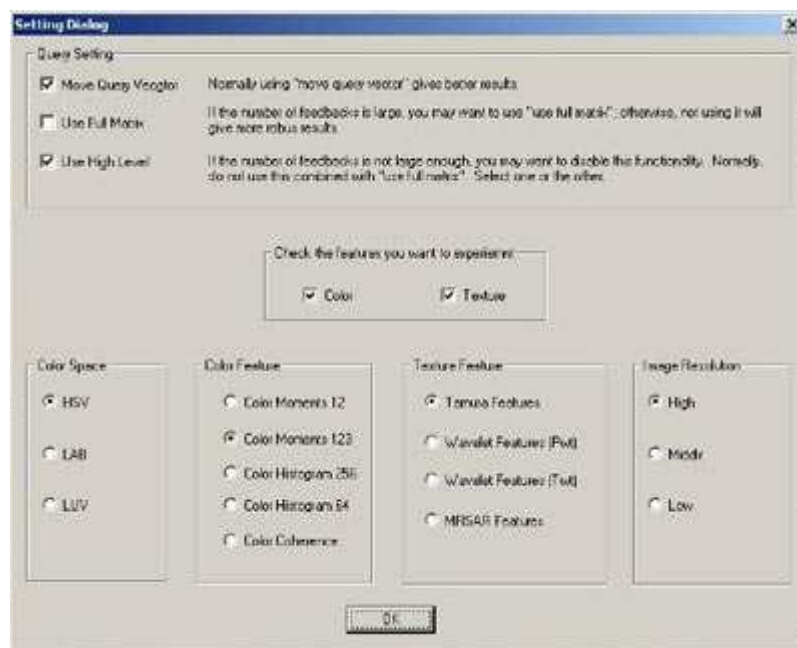 Setting Dialog
Query Setting
Move Query Vecgtor
Normally using "move query vector" gives better results.
Use Full Matrix
If the number of feedbacks is large, you may want to use "use full matrix"; otherwise, not using it will
give more robus results
Use High Level
If the number of feedbacks is not large enough, you may want to disable this functionality. Normally,
do not use this combined with "use full matrix". Select one or the other.
Check the features you want to experiemnt
Color
Texture
Color Space
HSV
LAB
LUV
Color Feature
Color Moments 12
Color Moments 123
Color Histogram 256
Color Histogram 64
Color Coherence
Texture Feature
Tamura Features
Wavelet Features (Pwt)
Wavelet Features (Twt)
MRSAR Features
Image Resolution
High
Middle
Low
OK